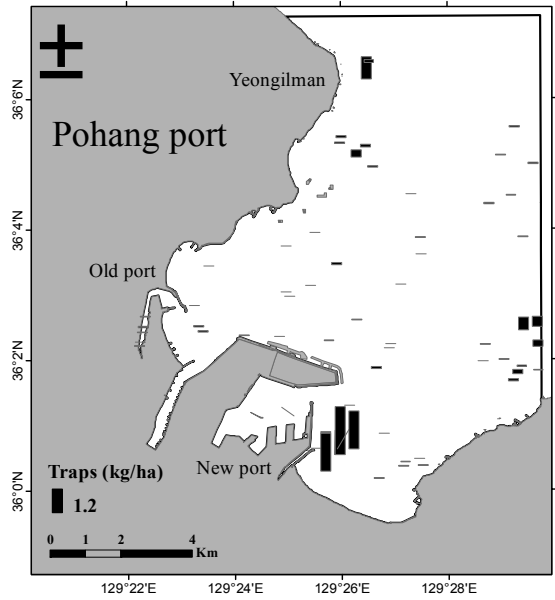 Yeongilman
Pohang port
Old port
New port
Traps (kg/ha)
1.2
0 1 2 4
Km
36°6'N
36°4'N
36°2'N
36°0'N
129°22'E 129°24'E 129°26'E 129°28'E